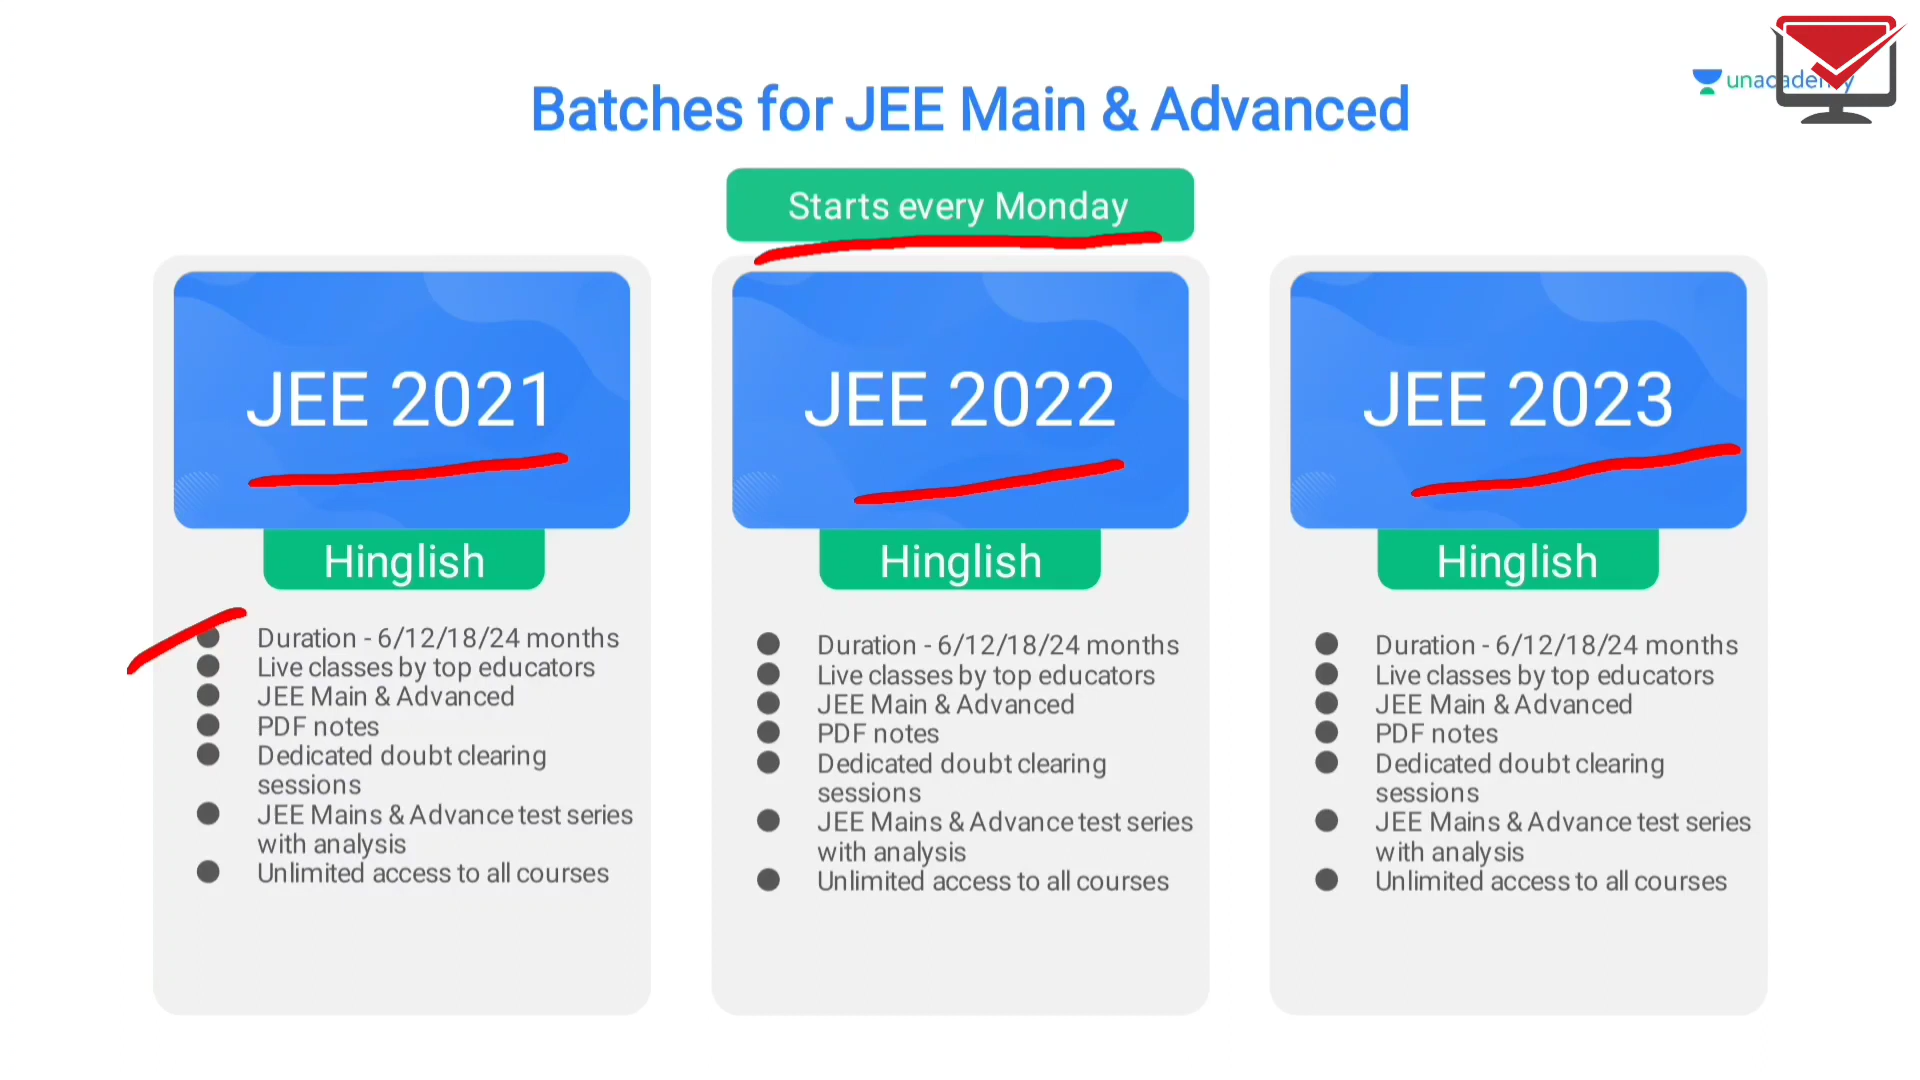 unacademy
Batches for JEE Main & Advanced
Starts every Monday
JEE 2021
Hinglish
Duration - 6/12/18/24 months
Live classes by top educators
JEE Main & Advanced
PDF notes
Dedicated doubt clearing
sessions
JEE Mains & Advance test series
with analysis
Unlimited access to all courses
JEE 2022
Hinglish
Duration - 6/12/18/24 months
Live classes by top educators
JEE Main & Advanced
PDF notes
Dedicated doubt clearing
sessions
JEE Mains & Advance test series
with analysis
Unlimited access to all courses
JEE 2023
Hinglish
Duration - 6/12/18/24 months
Live classes by top educators
JEE Main & Advanced
PDF notes
Dedicated doubt clearing
sessions
JEE Mains & Advance test series
with analysis
Unlimited access to all courses